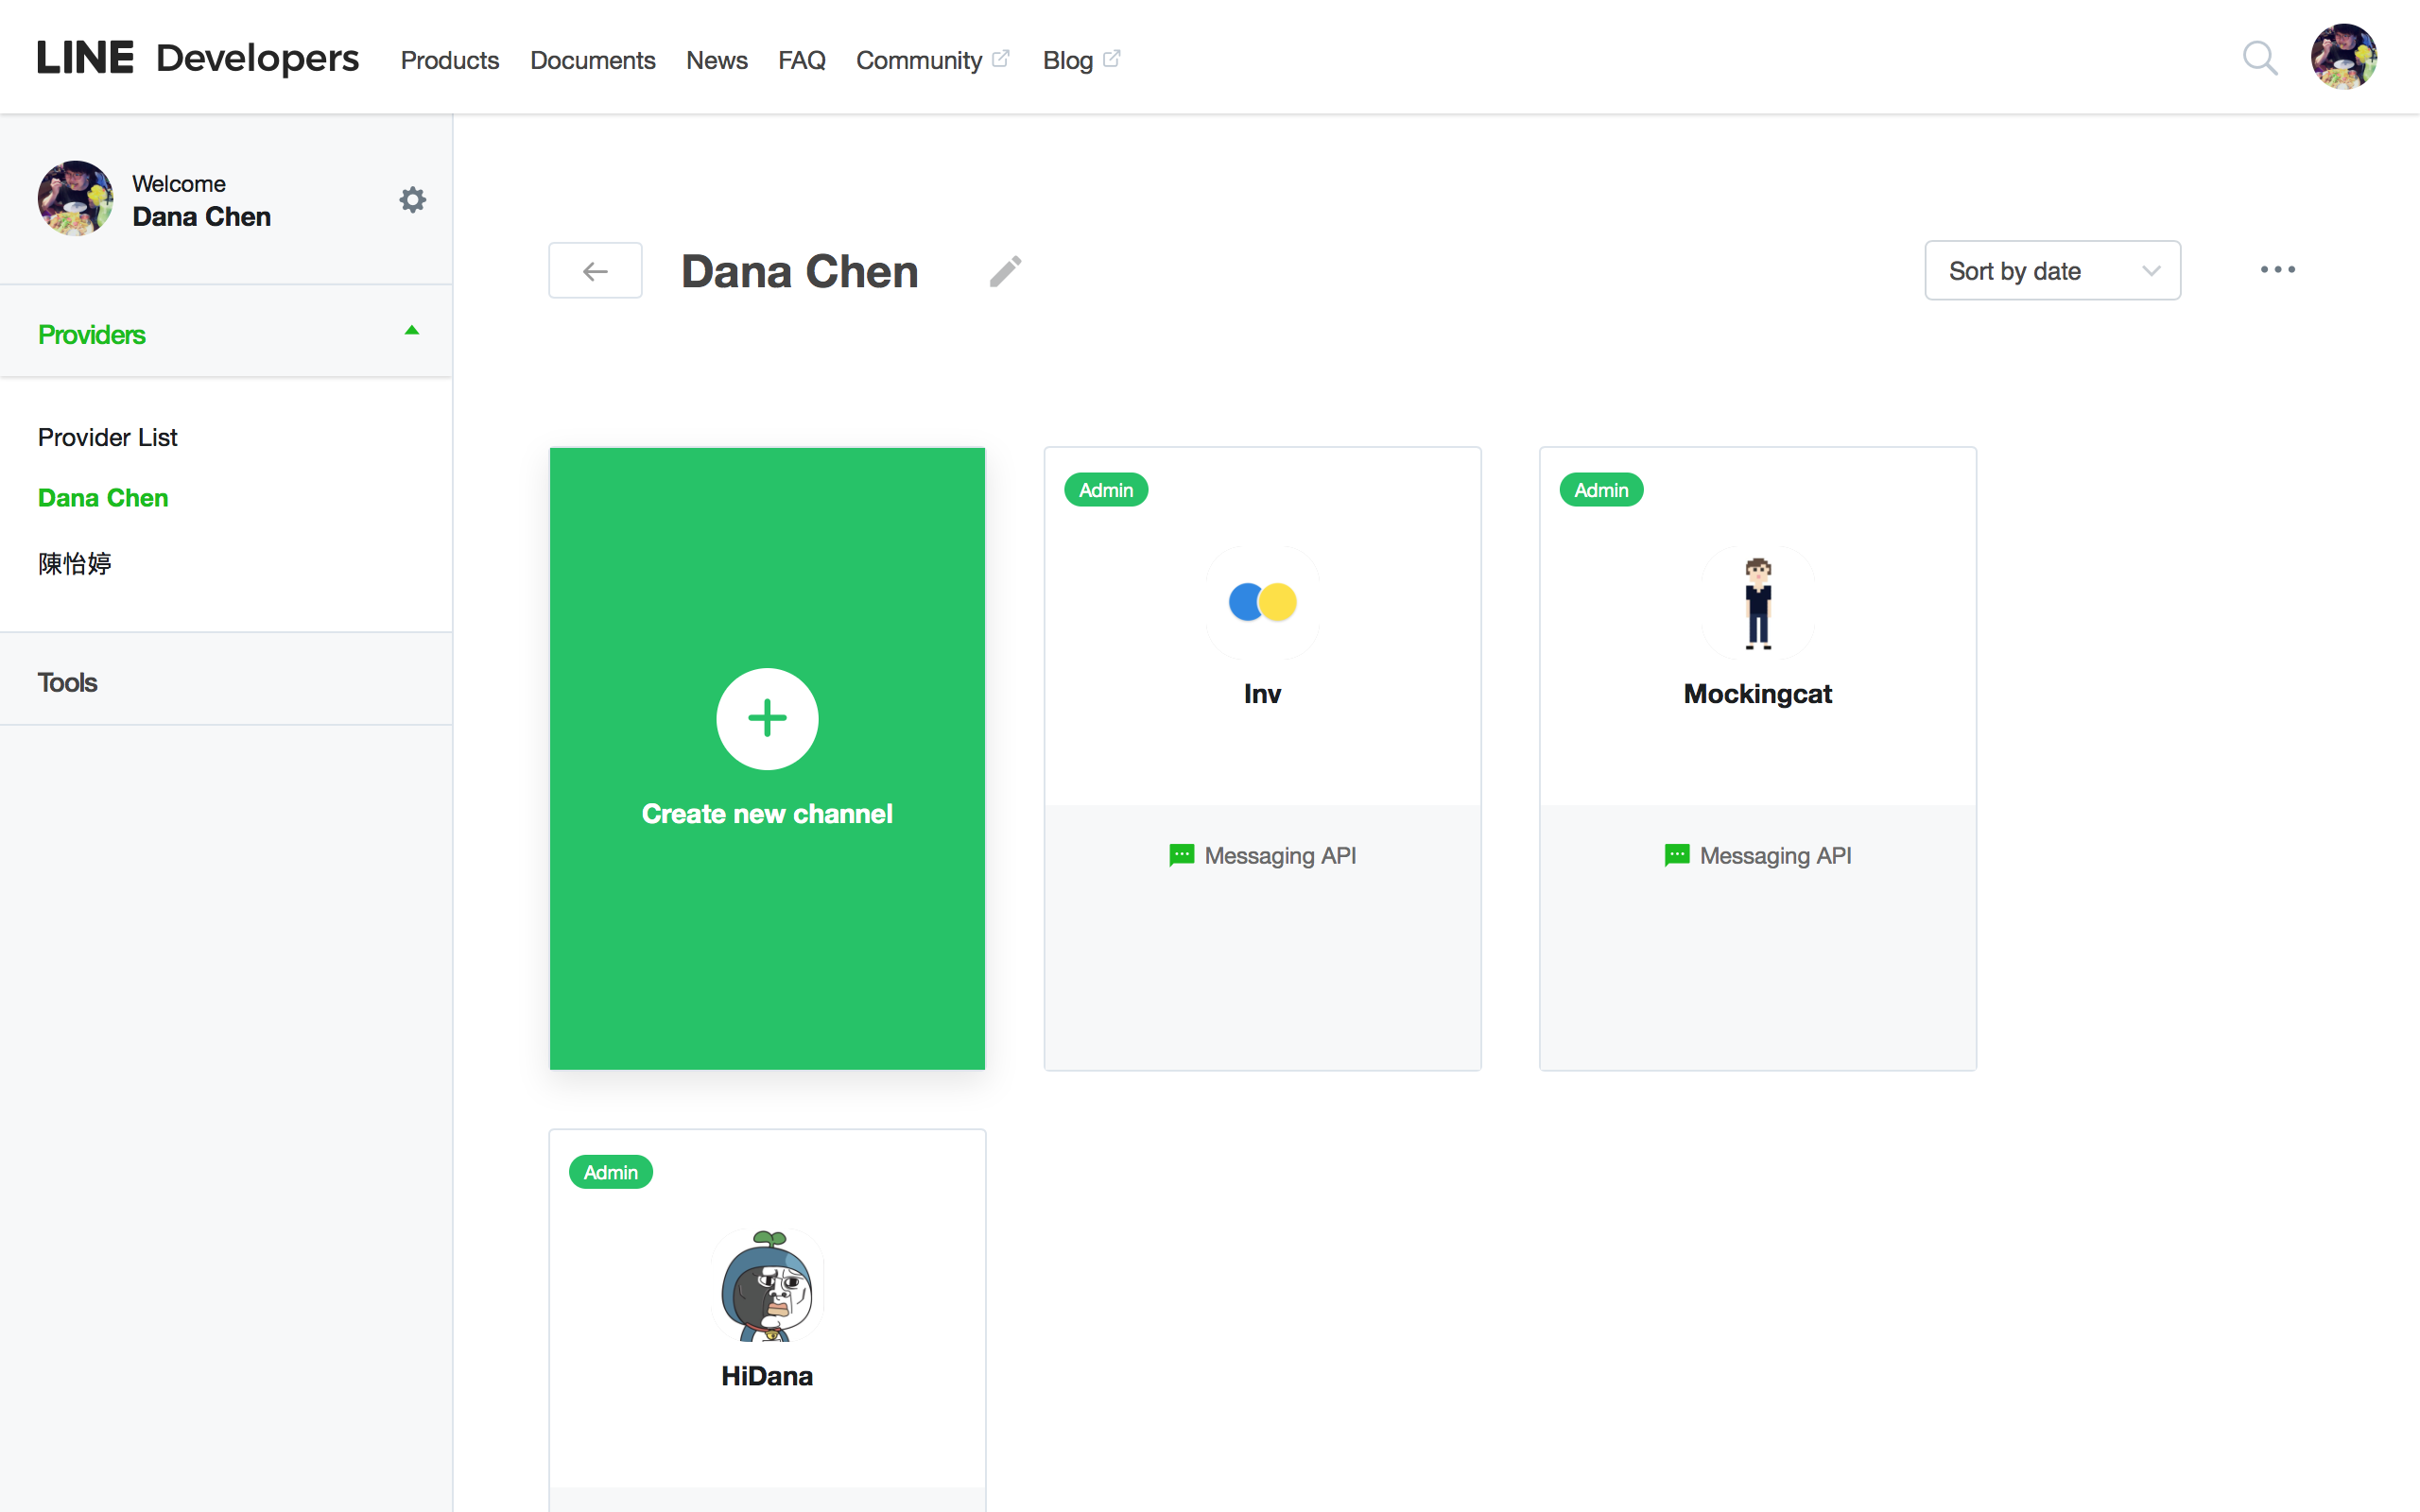 LINE Developers Products Documents News FAQ Community Blog
Welcome
Dana Chen
Providers
Provider List
Dana Chen
陳怡婷
Tools
Dana Chen
Sort by date
Create new channel
Admin
Inv
Messaging API
Admin
Mockingcat
Messaging API
Admin
HiDana